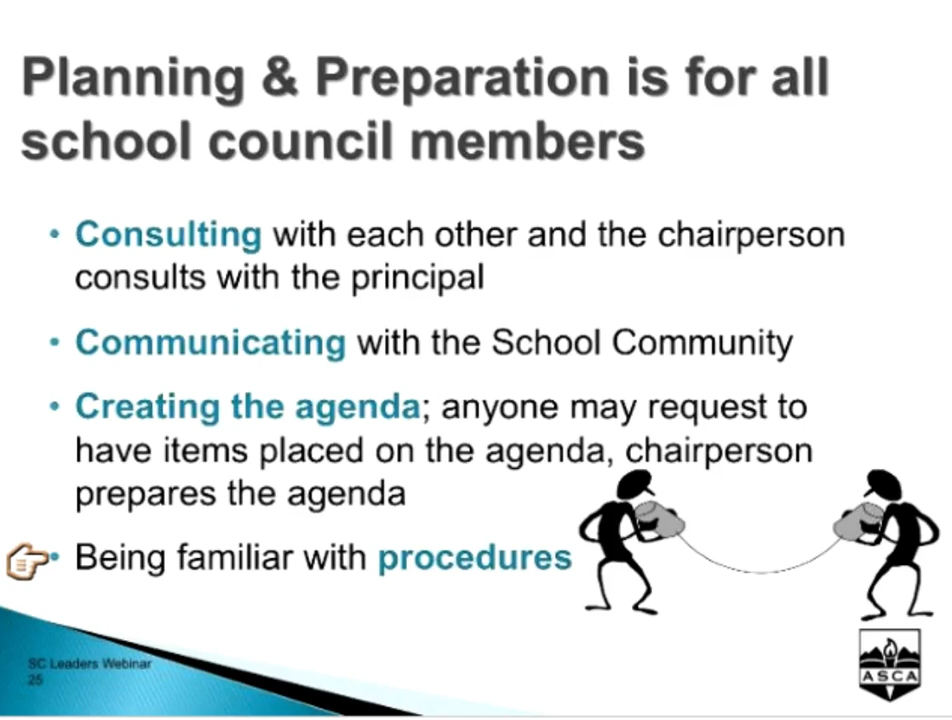 Planning & Preparation is for all
school council members
• Consulting with each other and the chairperson
consults with the principal
• Communicating with the School Community
• Creating the agenda; anyone may request to
have items placed on the agenda, chairperson
prepares the agenda
• Being familiar with procedures
SC Leaders Webinar
25
ASCA